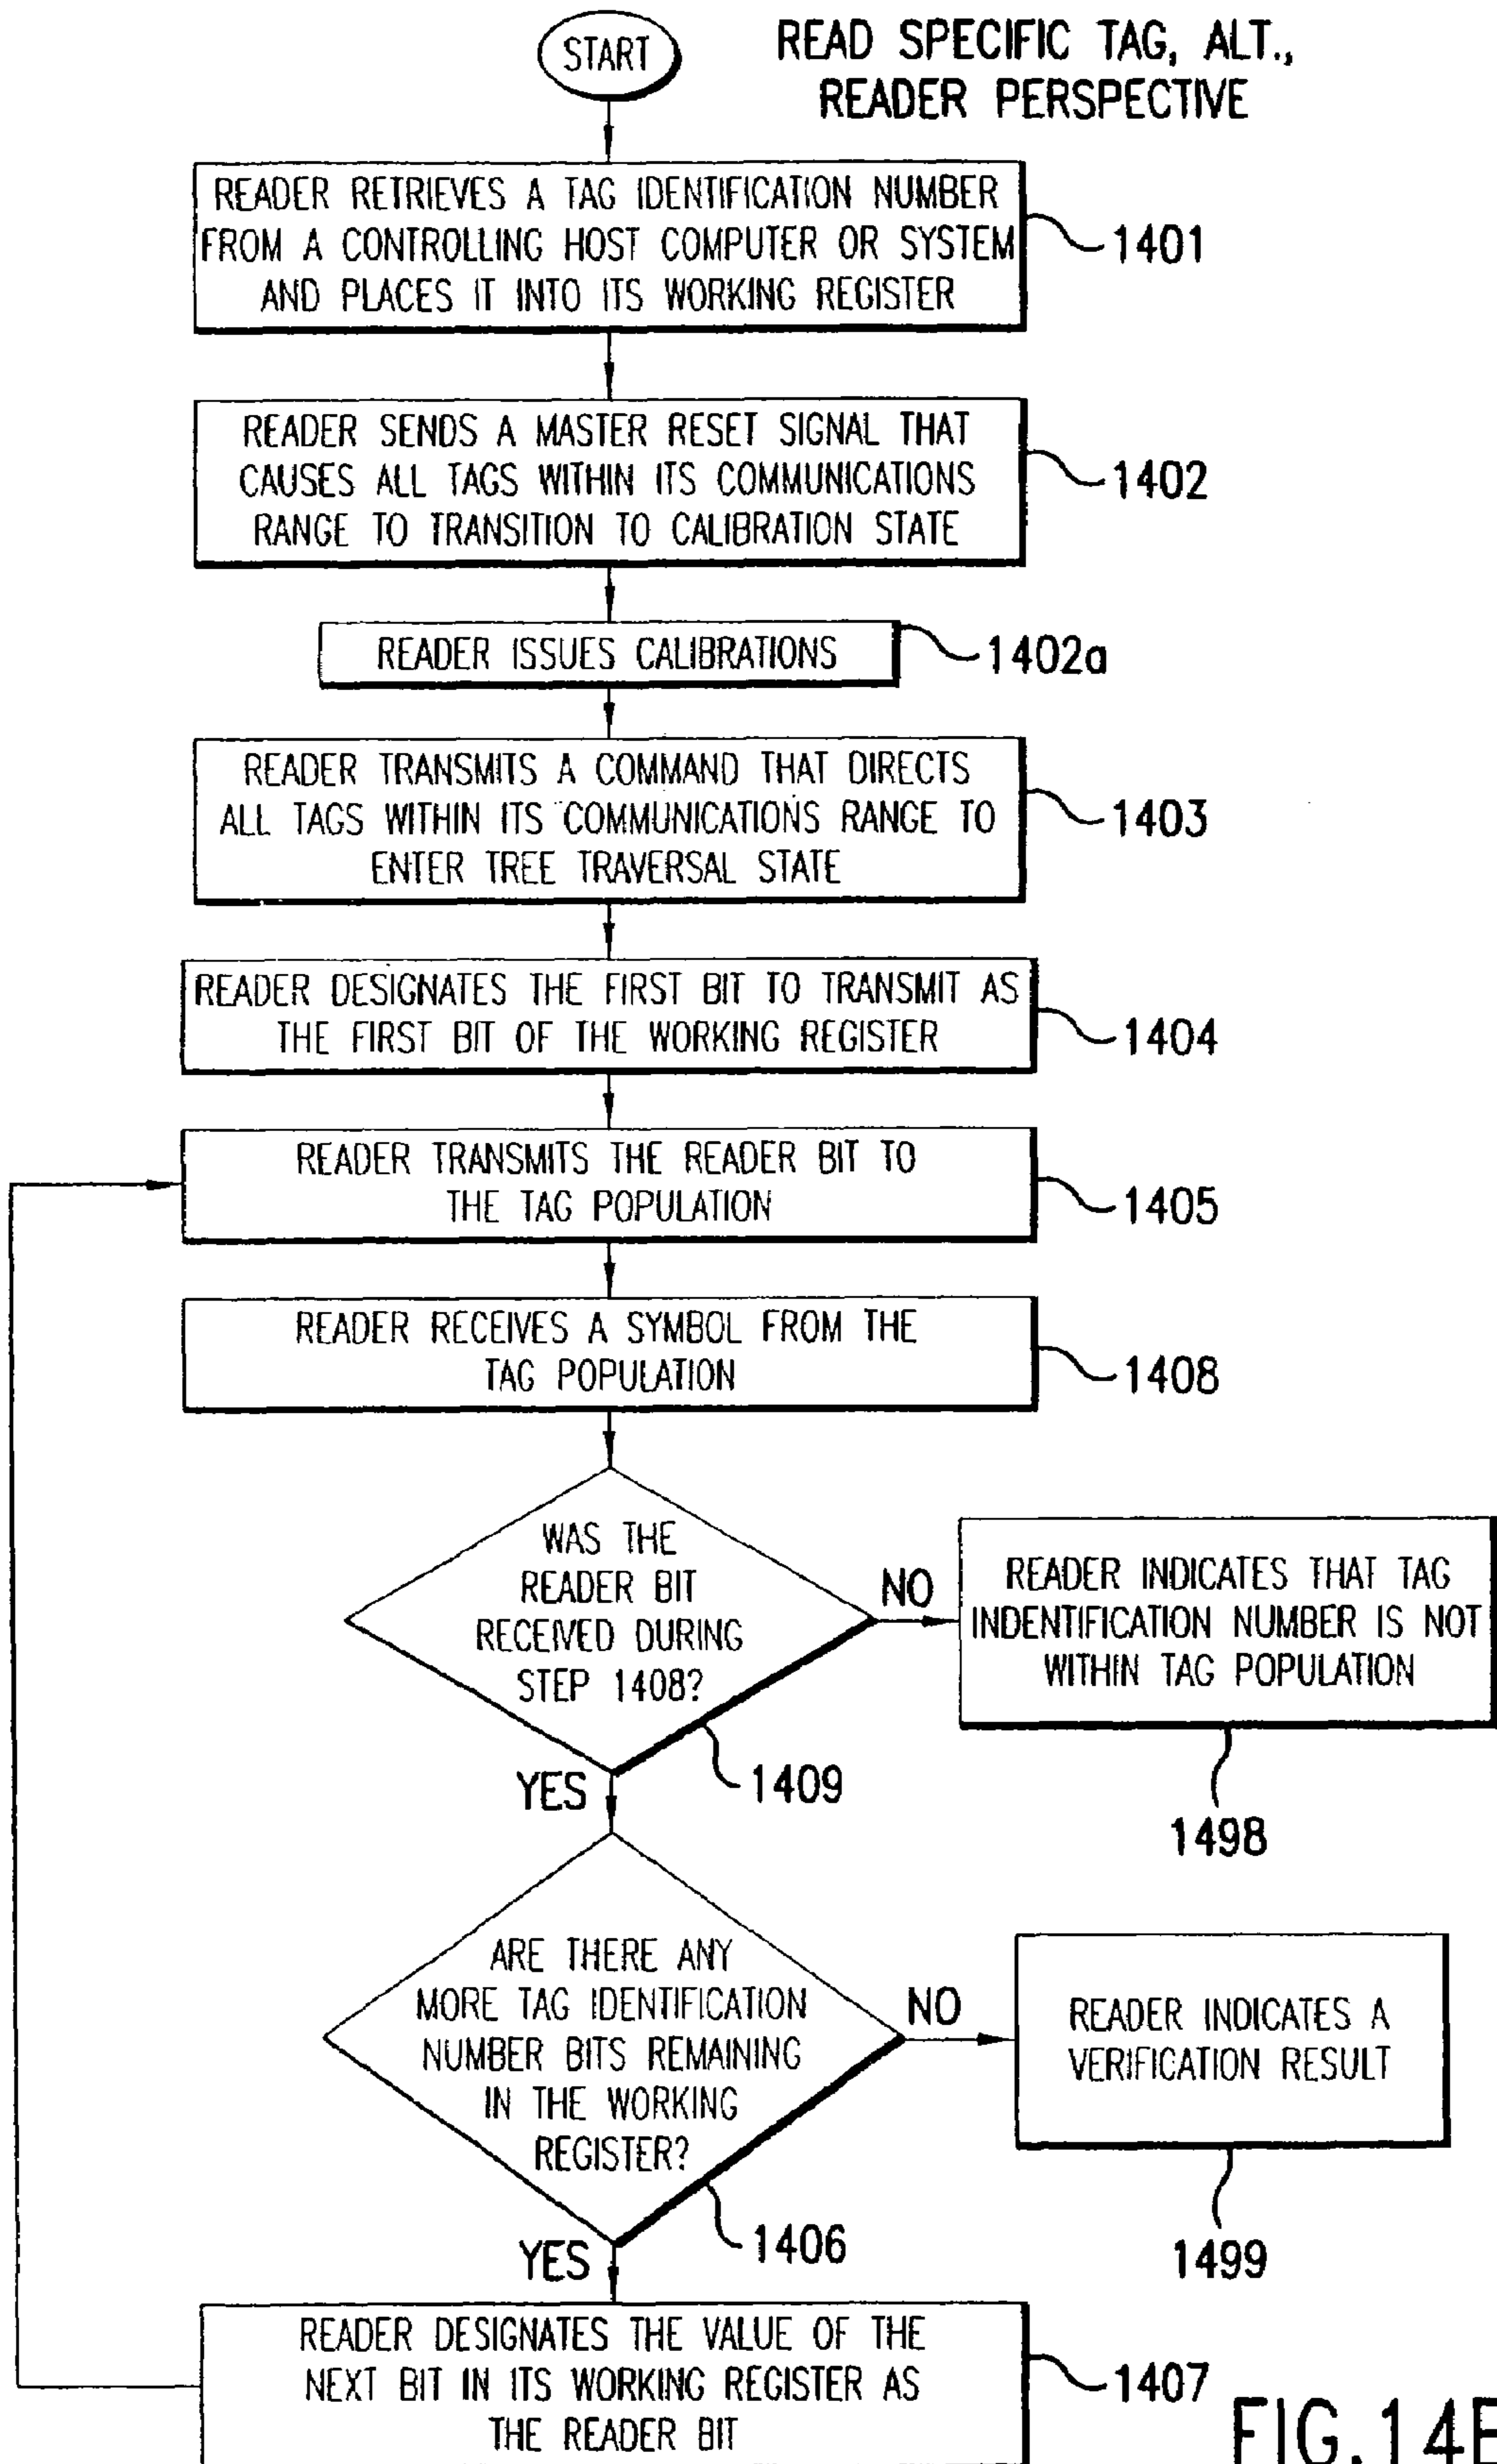 START
READ SPECIFIC TAG, ALT.,
READER PERSPECTIVE
READER RETRIEVES A TAG IDENTIFICATION NUMBER
FROM A CONTROLLING HOST COMPUTER OR SYSTEM
AND PLACES IT INTO ITS WORKING REGISTER
1401
READER SENDS A MASTER RESET SIGNAL THAT
CAUSES ALL TAGS WITHIN ITS COMMUNICATIONS
RANGE TO TRANSITION TO CALIBRATION STATE
1402
READER ISSUES CALIBRATIONS
1402a
READER TRANSMITS A COMMAND THAT DIRECTS
ALL TAGS WITHIN ITS COMMUNICATIONS RANGE TO
ENTER TREE TRAVERSAL STATE
1403
READER DESIGNATES THE FIRST BIT TO TRANSMIT AS
THE FIRST BIT OF THE WORKING REGISTER
1404
READER TRANSMITS THE READER BIT TO
THE TAG POPULATION
1405
READER RECEIVES A SYMBOL FROM THE
TAG POPULATION
1408
WAS THE
READER BIT
RECEIVED DURING
STEP 1408?
1409
NO
READER INDICATES THAT TAG
INDENTIFICATION NUMBER IS NOT
WITHIN TAG POPULATION
1498
YES
ARE THERE ANY
MORE TAG IDENTIFICATION
NUMBER BITS REMAINING
IN THE WORKING
REGISTER?
1406
NO
READER INDICATES A
VERIFICATION RESULT
1499
YES
READER DESIGNATES THE VALUE OF THE
NEXT BIT IN ITS WORKING REGISTER AS
THE READER BIT
1407
FIG.14B